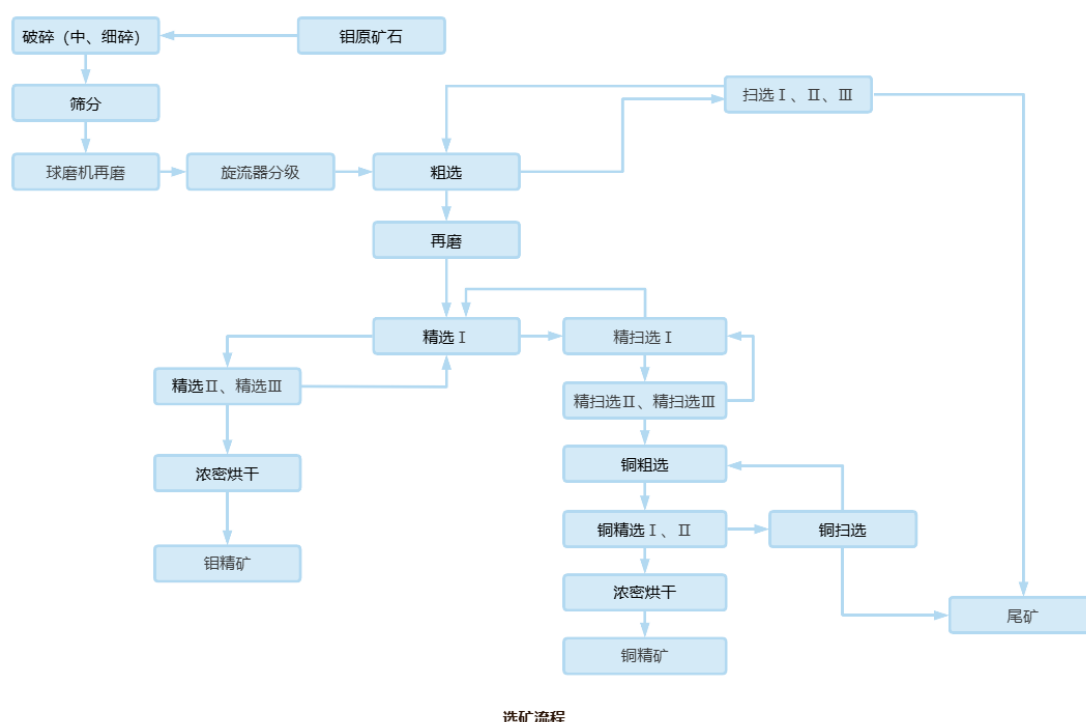 破碎（中、细碎）
钼原矿石
筛分
扫选Ⅰ、Ⅱ、Ⅲ
球磨机再磨
旋流器分级
粗选
再磨
精选Ⅰ
精扫选Ⅰ
精选Ⅱ、精选Ⅲ
精扫选Ⅱ、精扫选Ⅲ
浓密烘干
铜粗选
铜精选Ⅰ、Ⅱ
铜扫选
钼精矿
浓密烘干
尾矿
铜精矿
选矿流程